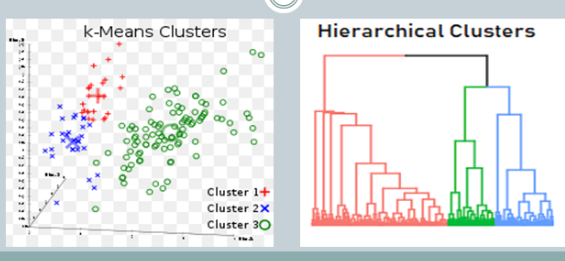 k-Means Clusters
Cluster 1
Cluster 2
Cluster 3
Hierarchical Clusters